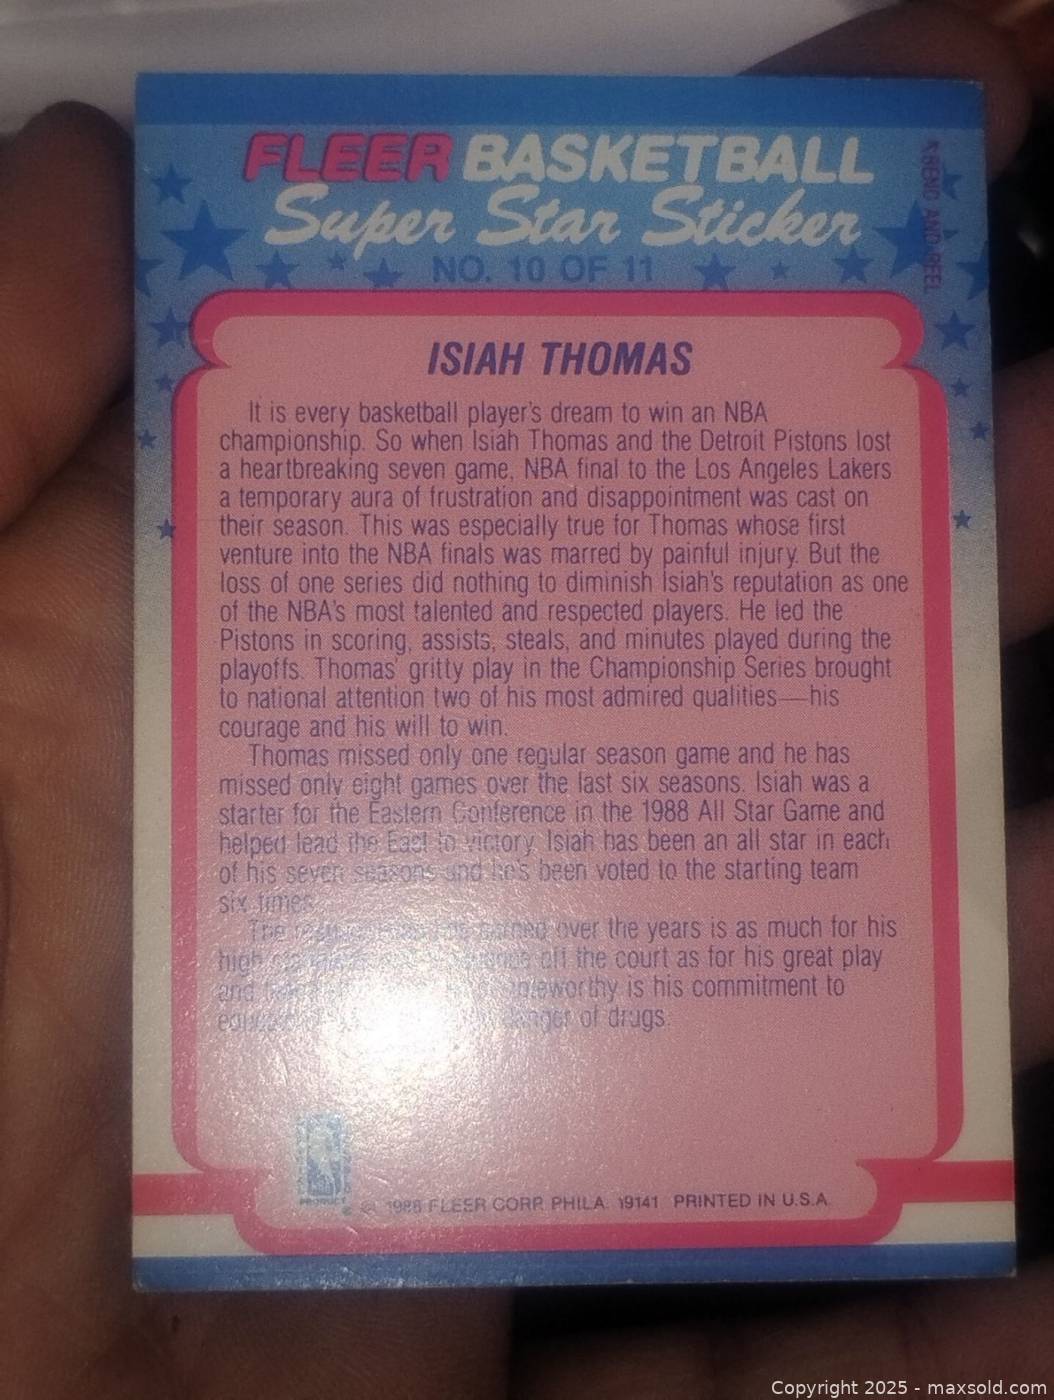 FLEER BASKETBALL
Super Star Sticker
NO. 10 OF 11
BEND AND PEEL
ISIAH THOMAS
It is every basketball player's dream to win an NBA
championship. So when Isiah Thomas and the Detroit Pistons lost
a heartbreaking seven game, NBA final to the Los Angeles Lakers
a temporary aura of frustration and disappointment was cast on
their season. This was especially true for Thomas whose first
venture into the NBA finals was marred by painful injury. But the
loss of one series did nothing to diminish Isiah's reputation as one
of the NBA's most talented and respected players. He led the
Pistons in scoring, assists, steals, and minutes played during the
playoffs. Thomas' gritty play in the Championship Series brought
to national attention two of his most admired qualities—his
courage and his will to win.
Thomas missed only one regular season game and he has
missed only eight games over the last six seasons. Isiah was a
starter for the Eastern Conference in the 1988 All Star Game and
helped lead the East to victory. Isiah has been an all star in each
of his seven seasons and he's been voted to the starting team
six times.
The earned over the years is as much for his
high off the court as for his great play
and noteworthy is his commitment to
danger of drugs.
PRODUCT
© 1988 FLEER CORP. PHILA. 19141 PRINTED IN U.S.A.
Copyright 2025 - maxsold.com